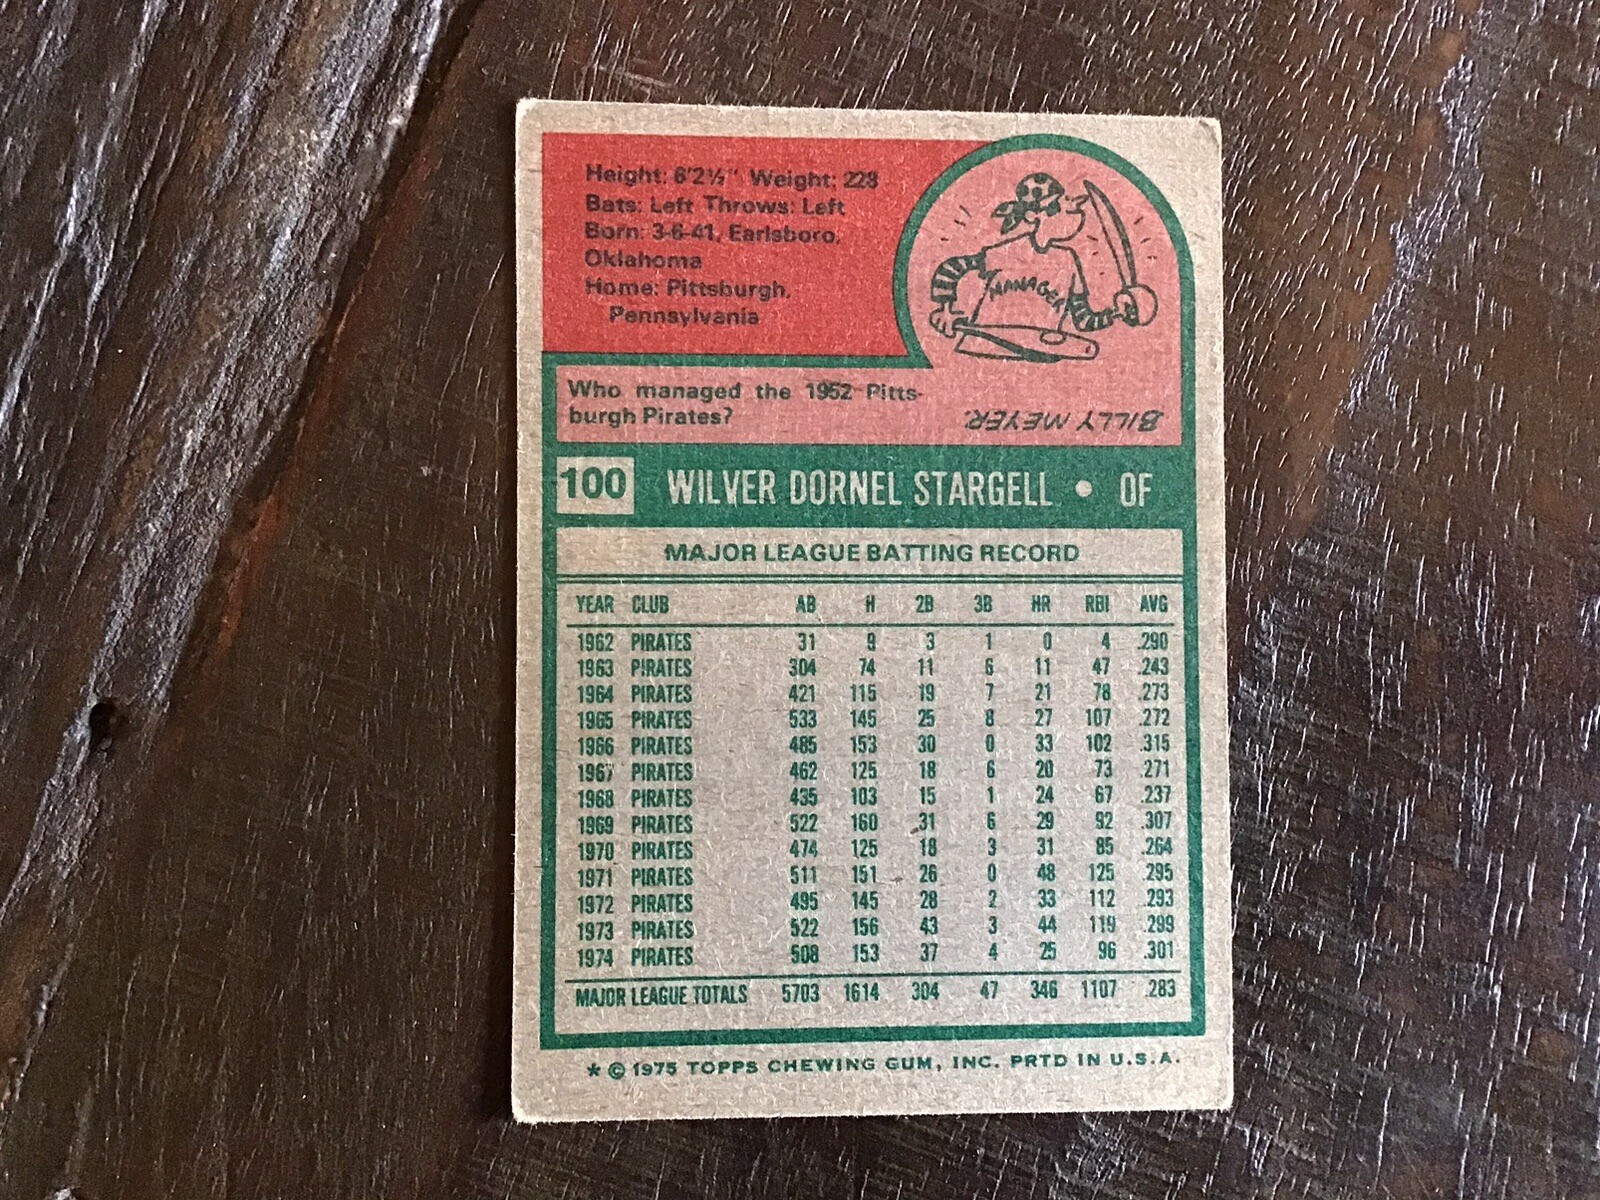 Height: 6'2½" Weight: 228
Bats: Left Throws: Left
Born: 3-6-41, Earlsboro,
Oklahoma
Home: Pittsburgh,
Pennsylvania
MANAGER
Who managed the 1952 Pitts-
burgh Pirates?
BILLY MEYER.
100 WILVER DORNEL STARGELL • OF
MAJOR LEAGUE BATTING RECORD
YEAR CLUB AB H 2B 3B HR RBI AVG
1962 PIRATES 31 9 3 1 0 4 .290
1963 PIRATES 304 74 11 6 11 47 .243
1964 PIRATES 421 115 19 7 21 78 .273
1965 PIRATES 533 145 25 8 27 107 .272
1966 PIRATES 485 153 30 0 33 102 .315
1967 PIRATES 462 125 18 6 20 73 .271
1968 PIRATES 435 103 15 1 24 67 .237
1969 PIRATES 522 160 31 6 29 92 .307
1970 PIRATES 474 125 18 3 31 85 .264
1971 PIRATES 511 151 26 0 48 125 .295
1972 PIRATES 495 145 28 2 33 112 .293
1973 PIRATES 522 156 43 3 44 119 .299
1974 PIRATES 508 153 37 4 25 96 .301
MAJOR LEAGUE TOTALS 5703 1614 304 47 346 1107 .283
* © 1975 TOPPS CHEWING GUM, INC. PRTD IN U.S.A.